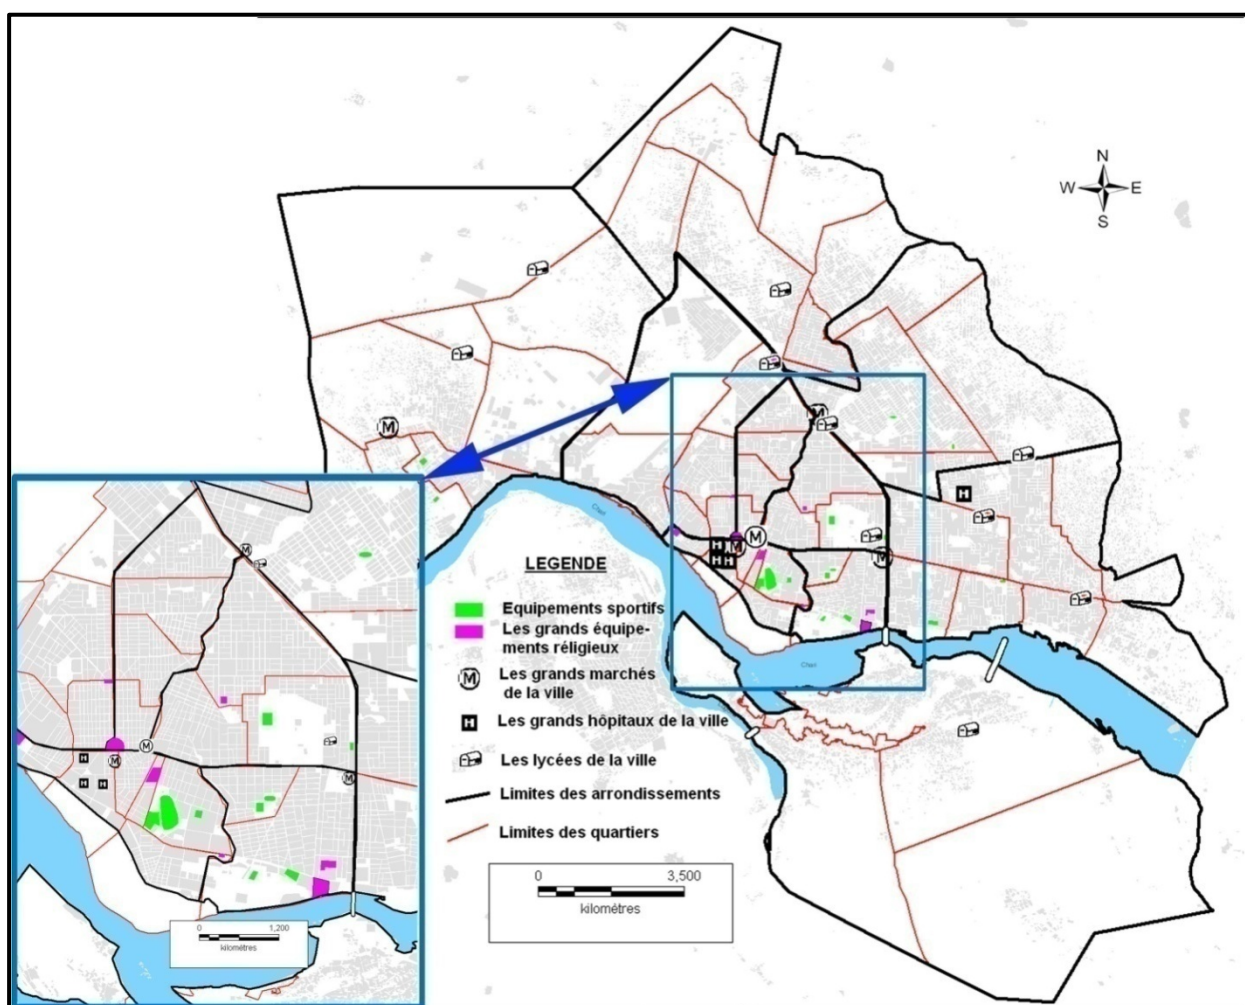 N
W E
S
M
M
H
Chari
H
M
M
H H
M
LEGENDE
Equipements sportifs
Les grands équipe-
ments réligieux
M Les grands marchés
de la ville
H Les grands hôpitaux de la ville
Les lycées de la ville
Limites des arrondissements
Limites des quartiers
0 3,500
kilométres
Chari
M
M
H
M
M
H H
0 1,200
kilométres